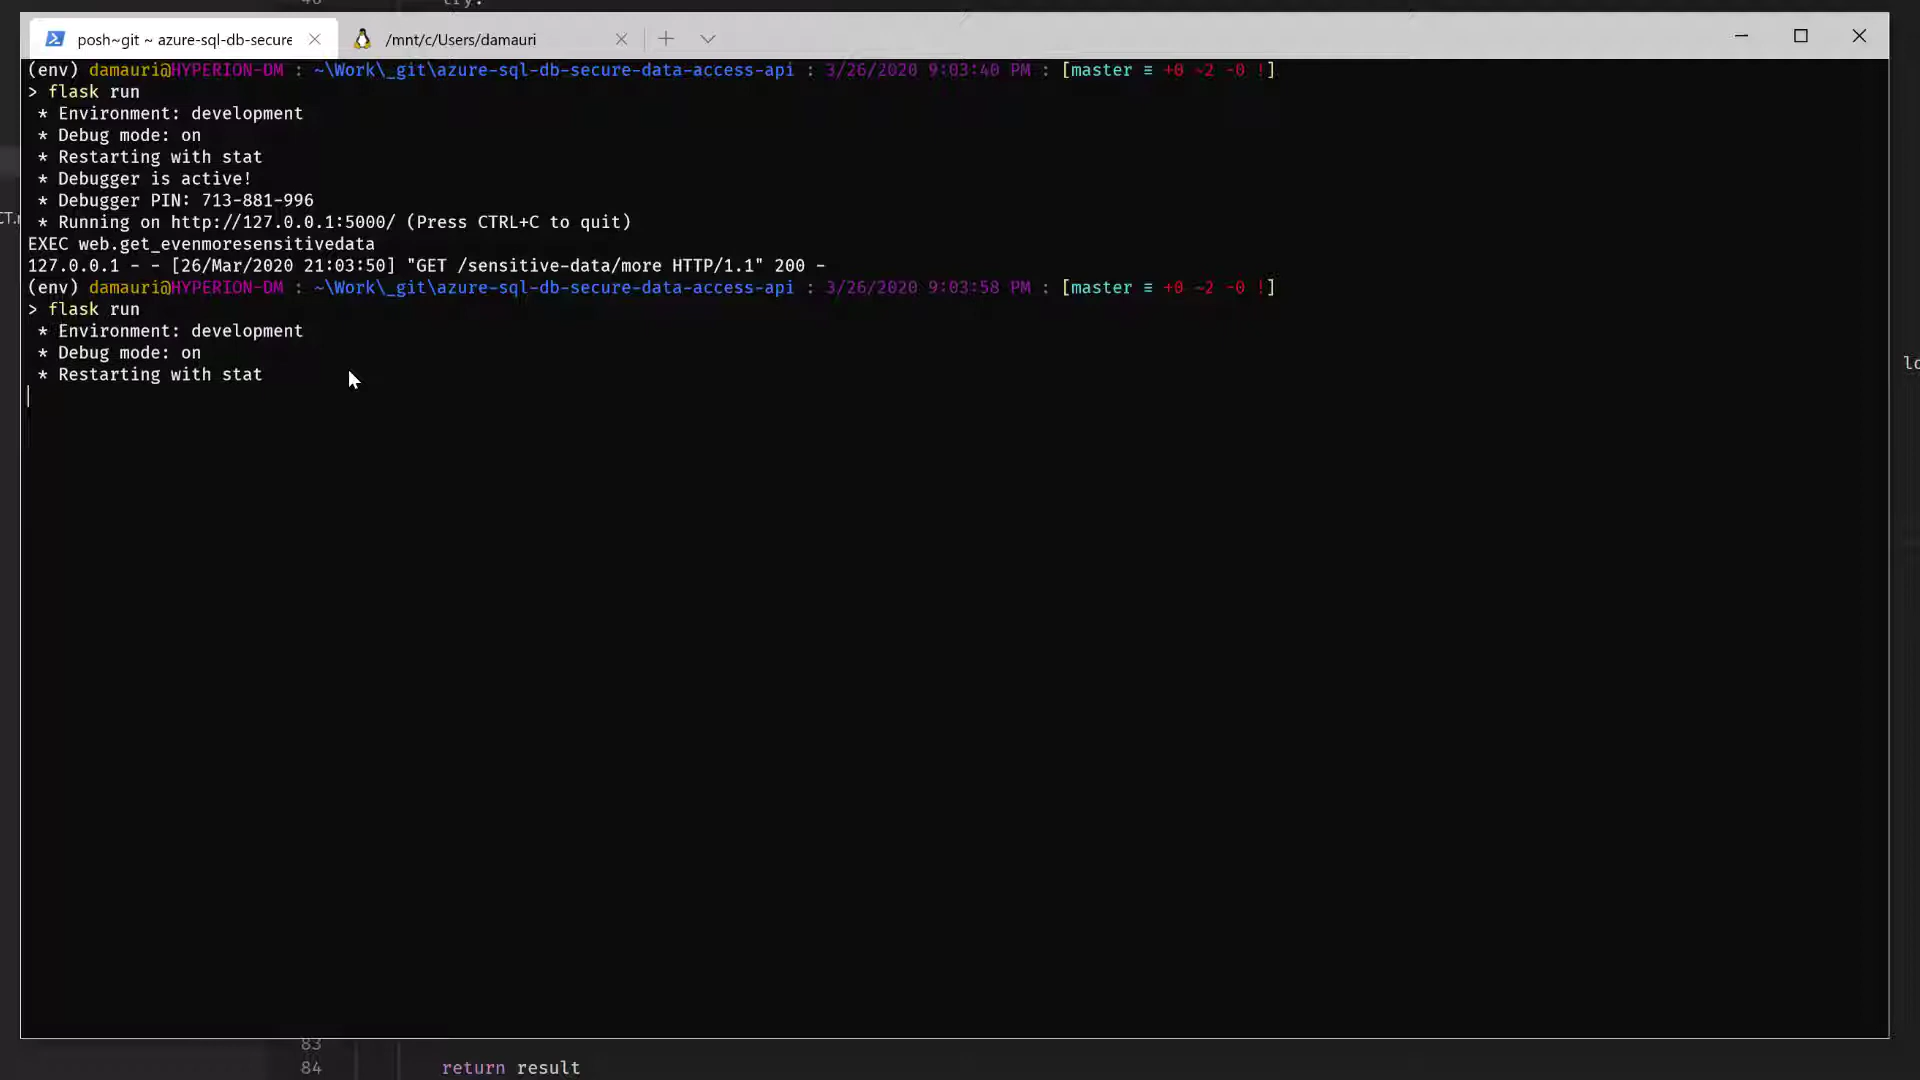 try:
posh~git ~ azure-sql-db-secure
/mnt/c/Users/damauri
(env) damauri@HYPERION-DM : ~\Work\_git\azure-sql-db-secure-data-access-api : 3/26/2020 9:03:40 PM : [master ≡ +0 ~2 -0 !]
> flask run
* Environment: development
* Debug mode: on
* Restarting with stat
* Debugger is active!
* Debugger PIN: 713-881-996
* Running on http://127.0.0.1:5000/ (Press CTRL+C to quit)
EXEC web.get_evenmoresensitivedata
127.0.0.1 - - [26/Mar/2020 21:03:50] "GET /sensitive-data/more HTTP/1.1" 200 -
(env) damauri@HYPERION-DM : ~\Work\_git\azure-sql-db-secure-data-access-api : 3/26/2020 9:03:58 PM : [master ≡ +0 ~2 -0 !]
> flask run
* Environment: development
* Debug mode: on
* Restarting with stat
83
84 return result